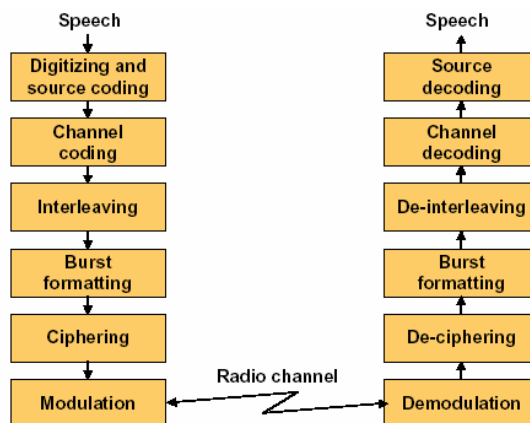 Speech
Digitizing and
source coding
Channel
coding
Interleaving
Burst
formatting
Ciphering
Modulation
Radio channel
Speech
Source
decoding
Channel
decoding
De-interleaving
Burst
formatting
De-ciphering
Demodulation